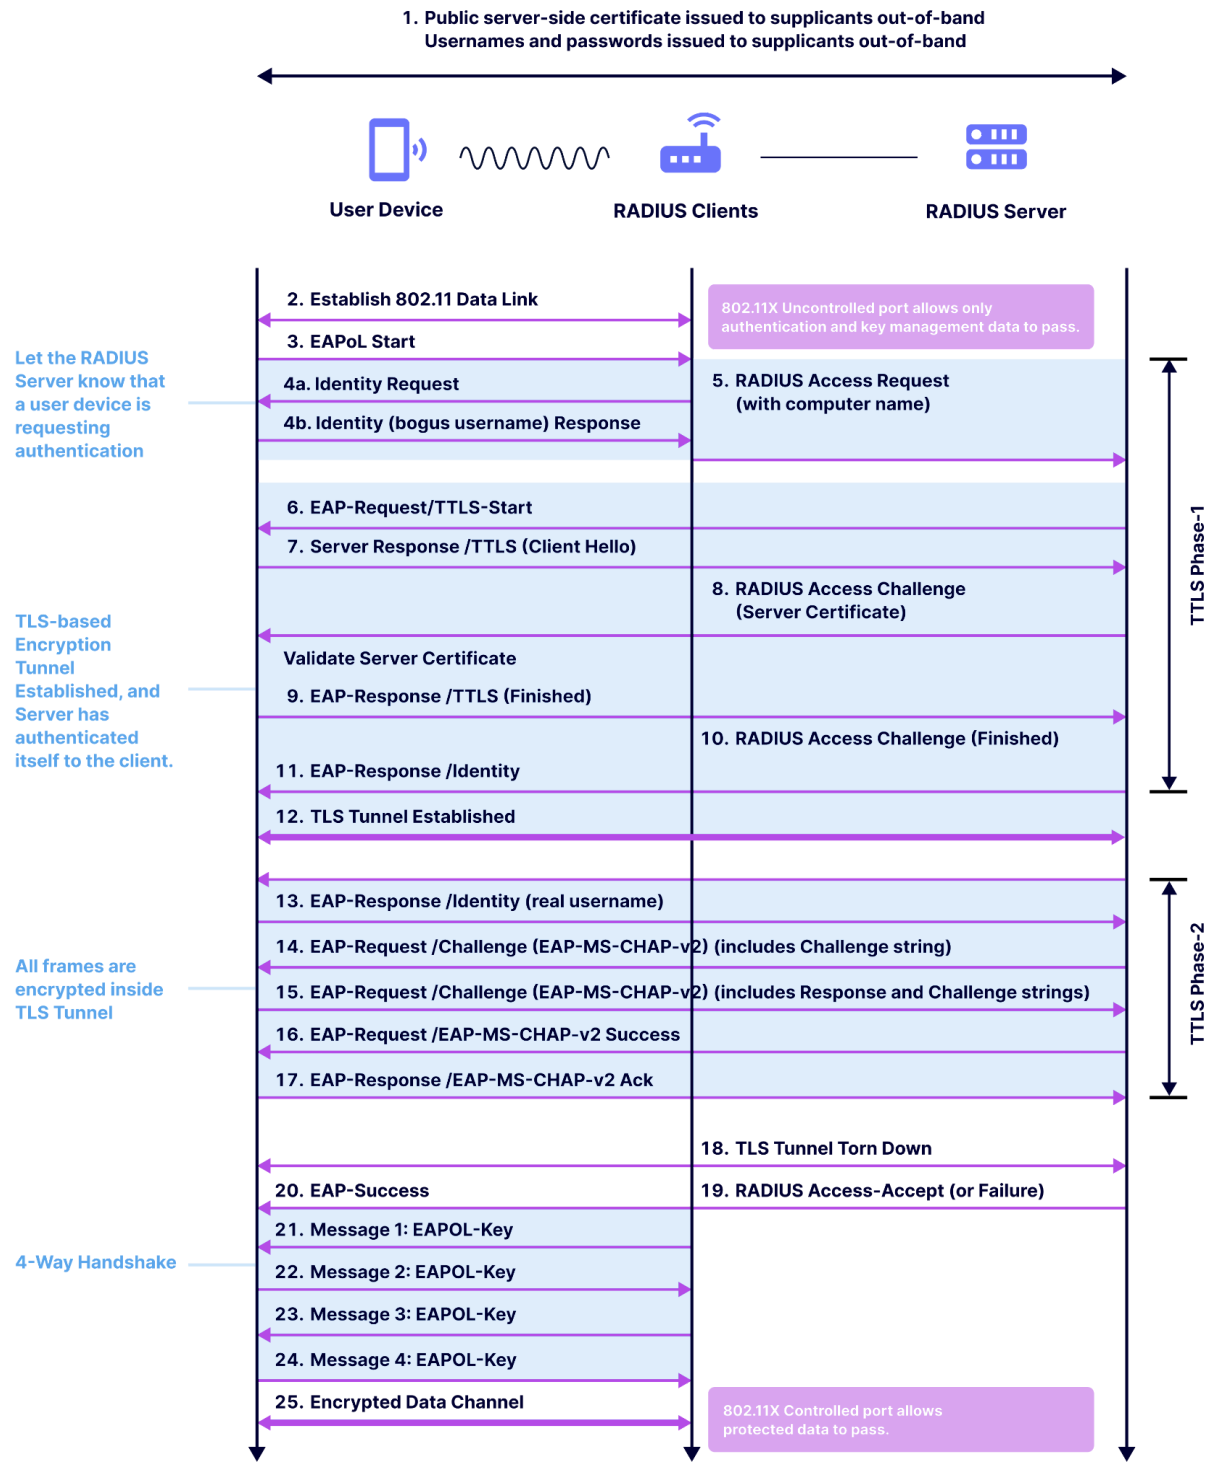 1. Public server-side certificate issued to supplicants out-of-band
Usernames and passwords issued to supplicants out-of-band
User Device
RADIUS Clients
RADIUS Server
2. Establish 802.11 Data Link
802.11X Uncontrolled port allows only
authentication and key management data to pass.
3. EAPoL Start
Let the RADIUS
Server know that
a user device is
requesting
authentication
4a. Identity Request
5. RADIUS Access Request
(with computer name)
4b. Identity (bogus username) Response
TTLS Phase-1
6. EAP-Request/TTLS-Start
7. Server Response /TTLS (Client Hello)
8. RADIUS Access Challenge
(Server Certificate)
TLS-based
Encryption
Tunnel
Established, and
Server has
authenticated
itself to the client.
Validate Server Certificate
9. EAP-Response /TTLS (Finished)
10. RADIUS Access Challenge (Finished)
11. EAP-Response /Identity
12. TLS Tunnel Established
13. EAP-Response /Identity (real username)
14. EAP-Request /Challenge (EAP-MS-CHAP-v2) (includes Challenge string)
All frames are
encrypted inside
TLS Tunnel
15. EAP-Request /Challenge (EAP-MS-CHAP-v2) (includes Response and Challenge strings)
TTLS Phase-2
16. EAP-Request /EAP-MS-CHAP-v2 Success
17. EAP-Response /EAP-MS-CHAP-v2 Ack
18. TLS Tunnel Torn Down
20. EAP-Success
19. RADIUS Access-Accept (or Failure)
21. Message 1: EAPOL-Key
4-Way Handshake
22. Message 2: EAPOL-Key
23. Message 3: EAPOL-Key
24. Message 4: EAPOL-Key
25. Encrypted Data Channel
802.11X Controlled port allows
protected data to pass.